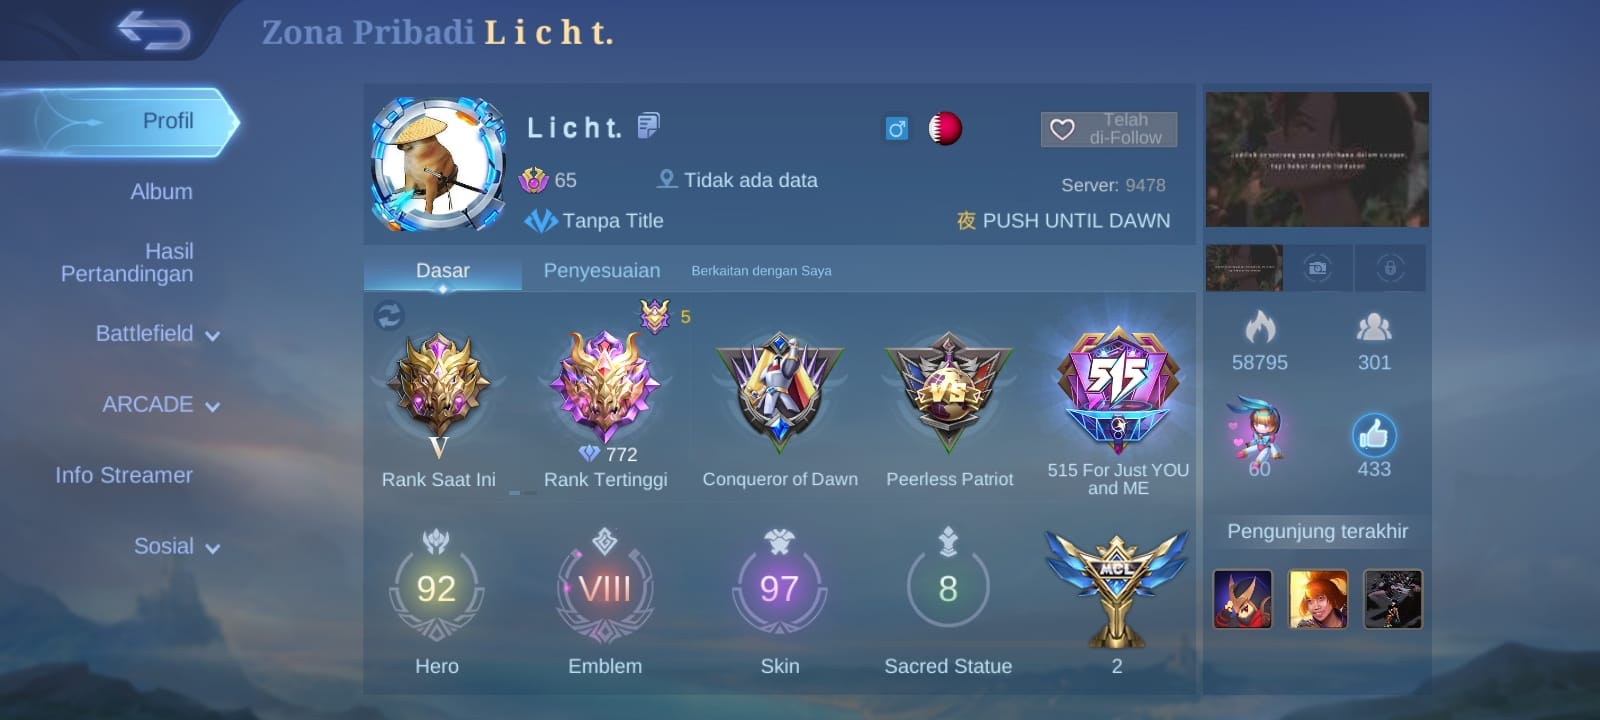 Zona Pribadi L i c h t.
Profil
Album
Hasil
Pertandingan
Battlefield
ARCADE
Info Streamer
Sosial
L i c h t.
65
Tidak ada data
Tanpa Title
Telah
di-Follow
Server: 9478
夜 PUSH UNTIL DAWN
Dasar
Penyesuaian
Berkaitan dengan Saya
V
Rank Saat Ini
5
772
Rank Tertinggi
Conqueror of Dawn
VS
Peerless Patriot
515
515 For Just YOU
and ME
92
Hero
VIII
Emblem
97
Skin
8
Sacred Statue
MCL
2
58795
301
60
433
Pengunjung terakhir